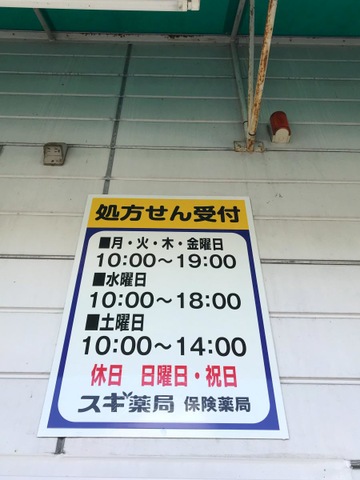 処方せん受付
■月・火・木・金曜日
10:00～19:00
■水曜日
10:00～18:00
■土曜日
10:00～14:00
休日 日曜日・祝日
スギ薬局 保険薬局